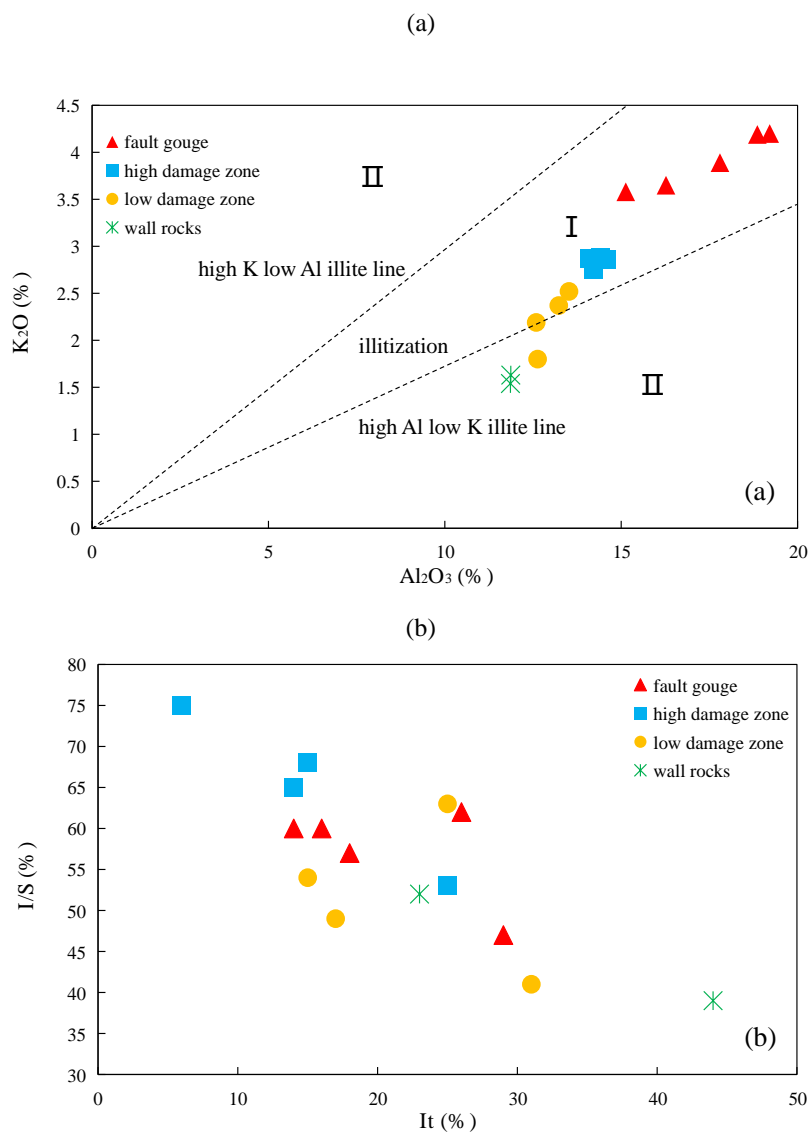 (a)
4.5
4
3.5
3
2.5
2
1.5
1
0.5
0
K₂O (%)
fault gouge
high damage zone
low damage zone
wall rocks
II
I
high K low Al illite line
illitization
II
high Al low K illite line
(a)
0 5 10 15 20
Al₂O₃ (%)
(b)
80
75
70
65
60
55
50
45
40
35
30
I/S (%)
fault gouge
high damage zone
low damage zone
wall rocks
(b)
0 10 20 30 40 50
It (%)